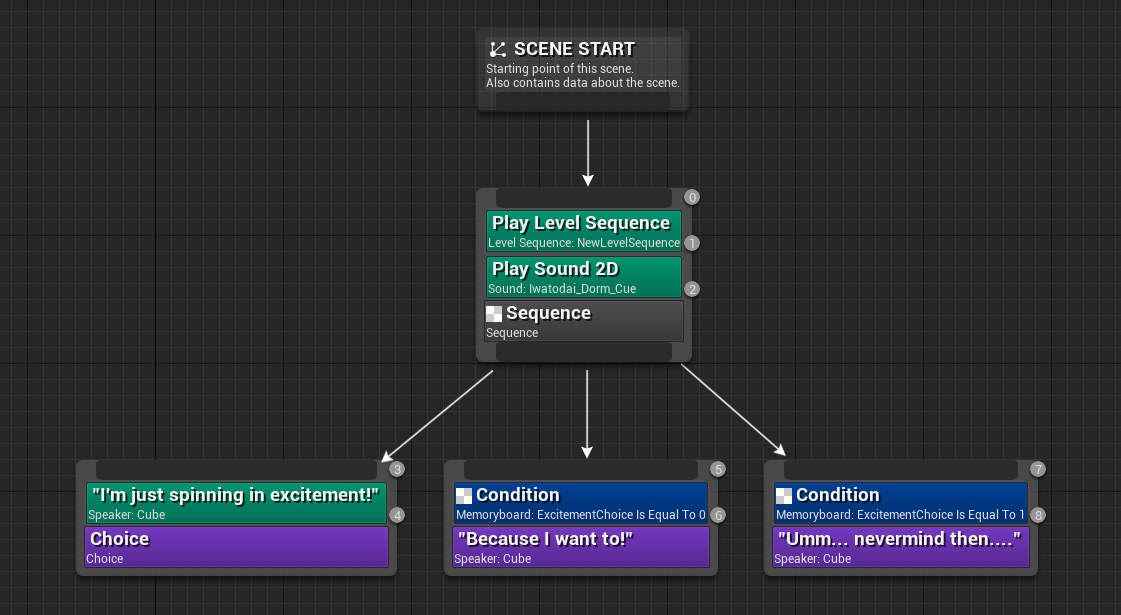 SCENE START
Starting point of this scene.
Also contains data about the scene.
0
Play Level Sequence
Level Sequence: NewLevelSequence
1
Play Sound 2D
Sound: Iwatodai_Dorm_Cue
2
Sequence
Sequence
3
"I'm just spinning in excitement!"
Speaker: Cube
4
Choice
Choice
5
Condition
Memoryboard: ExcitementChoice Is Equal To 0
6
"Because I want to!"
Speaker: Cube
7
Condition
Memoryboard: ExcitementChoice Is Equal To 1
8
"Umm... nevermind then...."
Speaker: Cube